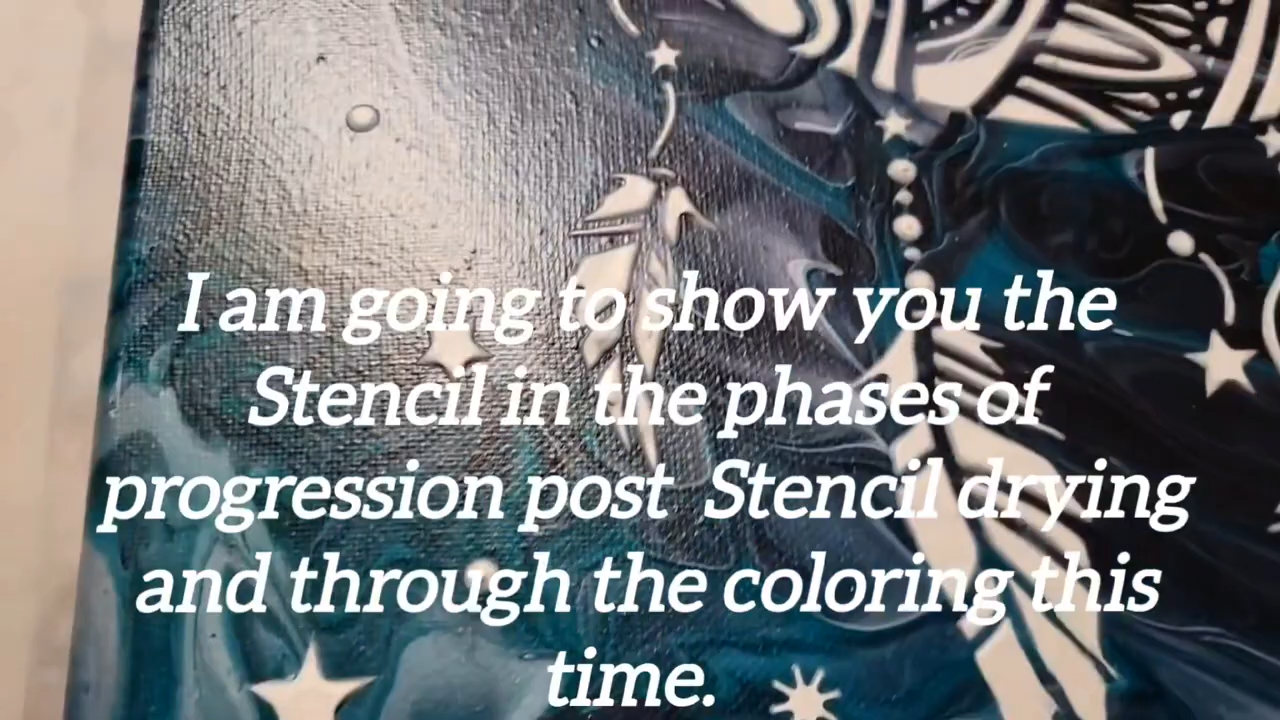 I am going to show you the
Stencil in the phases of
progression post  Stencil drying
and through the coloring this
time.